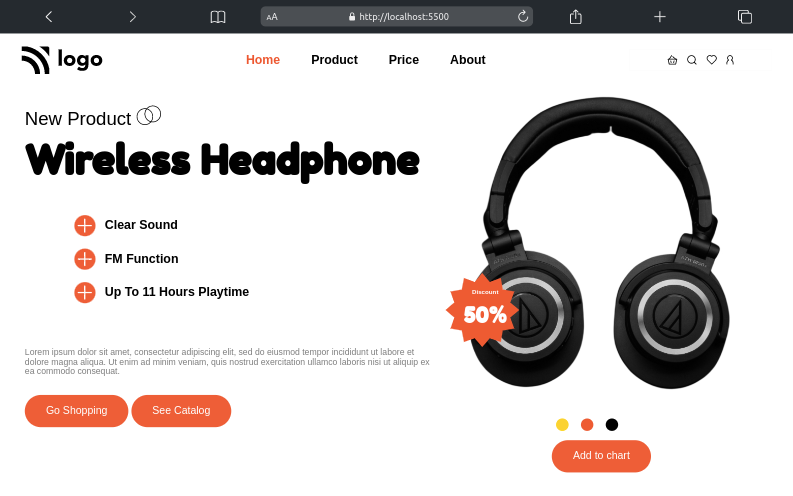 AA http://localhost:5500
logo Home Product Price About
New Product
Wireless Headphone
Clear Sound
FM Function
Up To 11 Hours Playtime
Discount
50%
Lorem ipsum dolor sit amet, consectetur adipiscing elit, sed do eiusmod tempor incididunt ut labore et
dolore magna aliqua. Ut enim ad minim veniam, quis nostrud exercitation ullamco laboris nisi ut aliquip ex
ea commodo consequat.
Go Shopping See Catalog
Add to chart